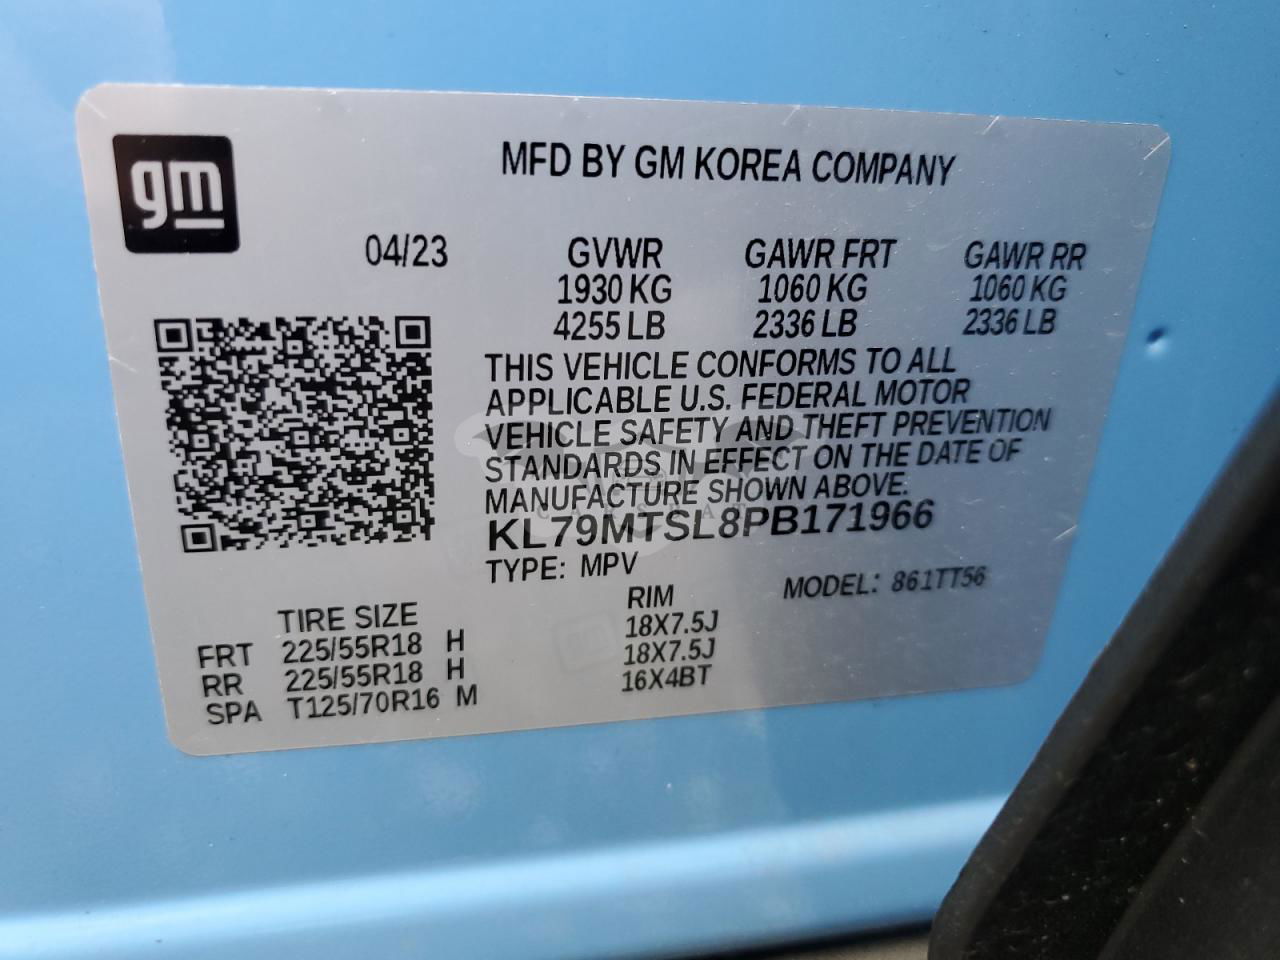 gm
MFD BY GM KOREA COMPANY
04/23 GVWR GAWR FRT GAWR RR
1930 KG 1060 KG 1060 KG
4255 LB 2336 LB 2336 LB
THIS VEHICLE CONFORMS TO ALL
APPLICABLE U.S. FEDERAL MOTOR
VEHICLE SAFETY AND THEFT PREVENTION
STANDARDS IN EFFECT ON THE DATE OF
MANUFACTURE SHOWN ABOVE.
KL79MTSL8PB171966
TYPE: MPV MODEL: 861TT56
TIRE SIZE RIM
FRT 225/55R18 H 18X7.5J
RR 225/55R18 H 18X7.5J
SPA T125/70R16 M 16X4BT